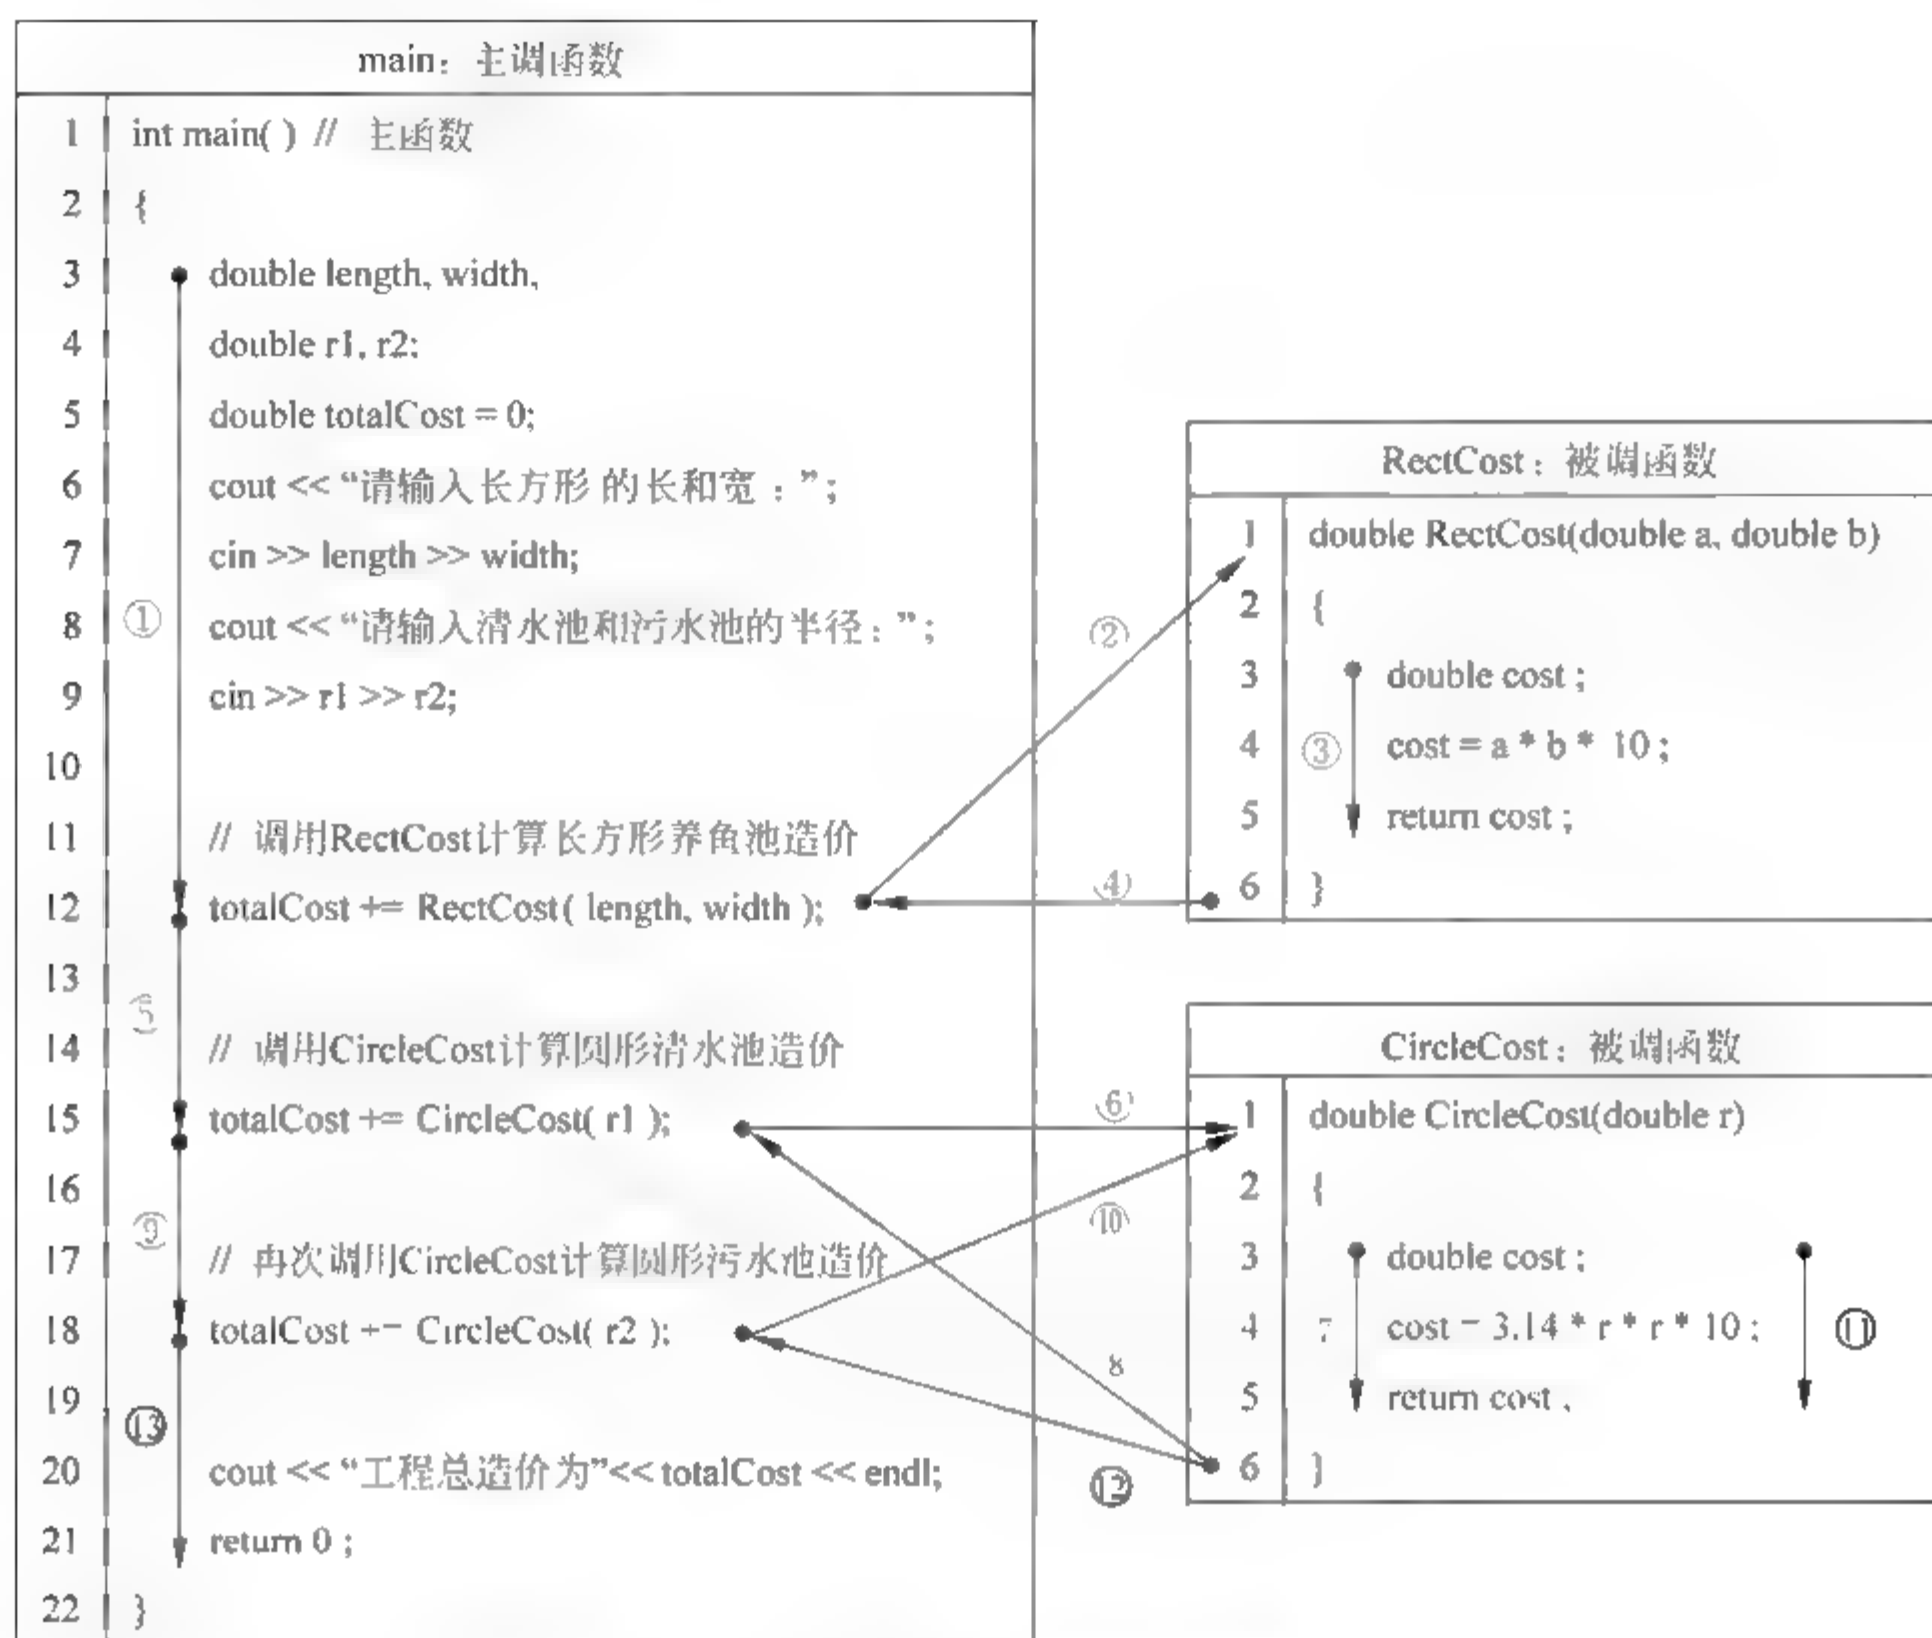 main：主调函数
1 int main( ) // 主函数
2 {
3 double length, width,
4 double r1, r2;
5 double totalCost = 0;
6 cout << “请输入长方形 的长和宽 ：” ;
7 cin >> length >> width;
8 cout << “请输入清水池和污水池的半径：” ;
9 cin >> r1 >> r2;
10
11 // 调用RectCost计算长方形养鱼池造价
12 totalCost += RectCost( length, width );
13
14 // 调用CircleCost计算圆形清水池造价
15 totalCost += CircleCost( r1 );
16
17 // 再次调用CircleCost计算圆形污水池造价
18 totalCost += CircleCost( r2 );
19
20 cout << “工程总造价为”<< totalCost << endl;
21 return 0 ;
22 }
①
⑤
⑨
⑬
②
④
⑥
⑩
8
⑫
RectCost：被调函数
1 double RectCost(double a, double b)
2 {
3 double cost ;
4 ③ cost = a * b * 10 ;
5 return cost ;
6 }
CircleCost：被调函数
1 double CircleCost(double r)
2 {
3 double cost ;
4 7 cost = 3.14 * r * r * 10 ; ⑪
5 return cost ,
6 }